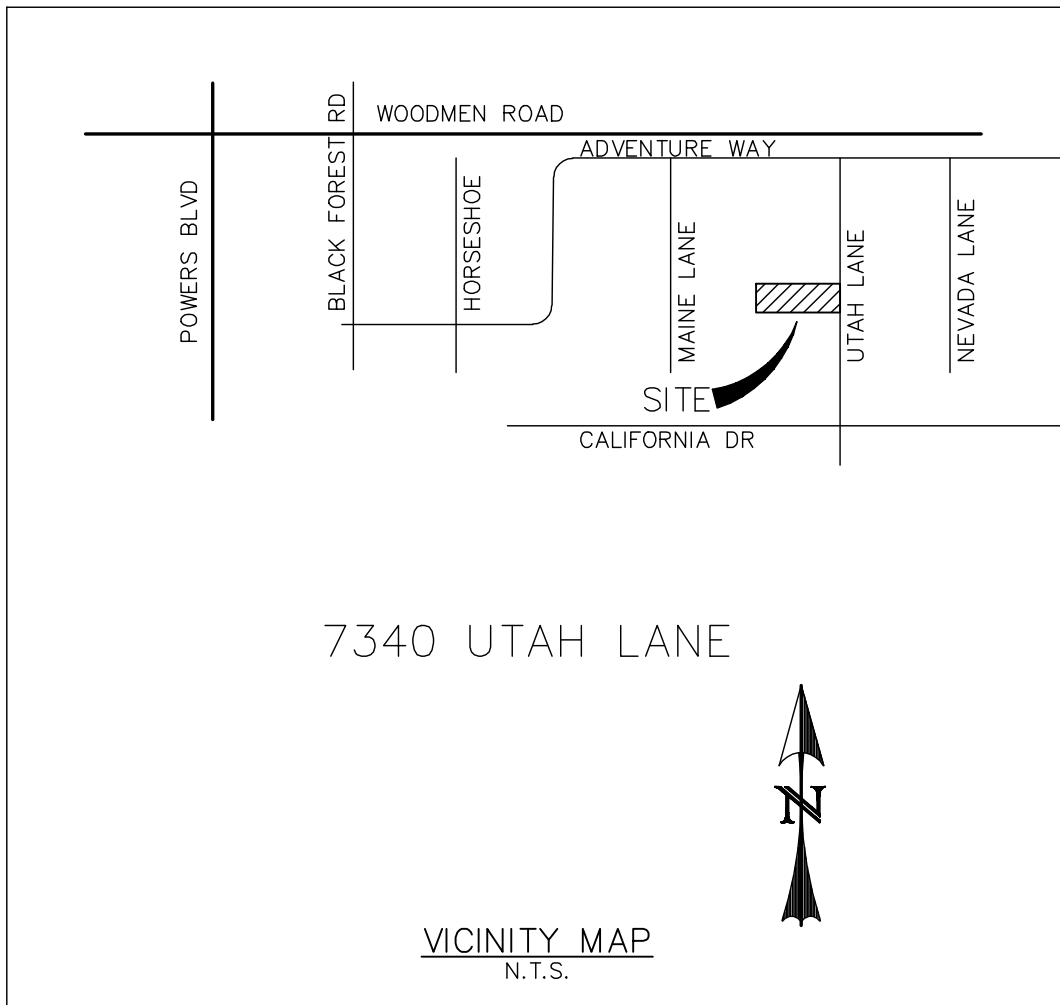 WOODMEN ROAD
ADVENTURE WAY
POWERS BLVD
BLACK FOREST RD
HORSESHOE
MAINE LANE
UTAH LANE
NEVADA LANE
SITE
CALIFORNIA DR
7340 UTAH LANE
N
VICINITY MAP
N.T.S.